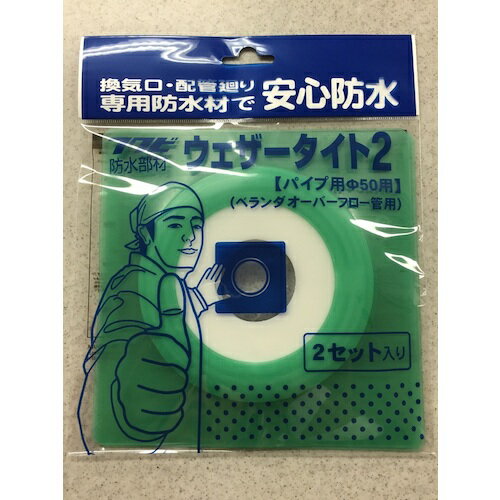 換気口・配管廻り
専用防水材で
安心防水
防水部材
ウェザータイト2
【パイプ用Φ50用】
(ベランダオーバーフロー管用)
2セット入り